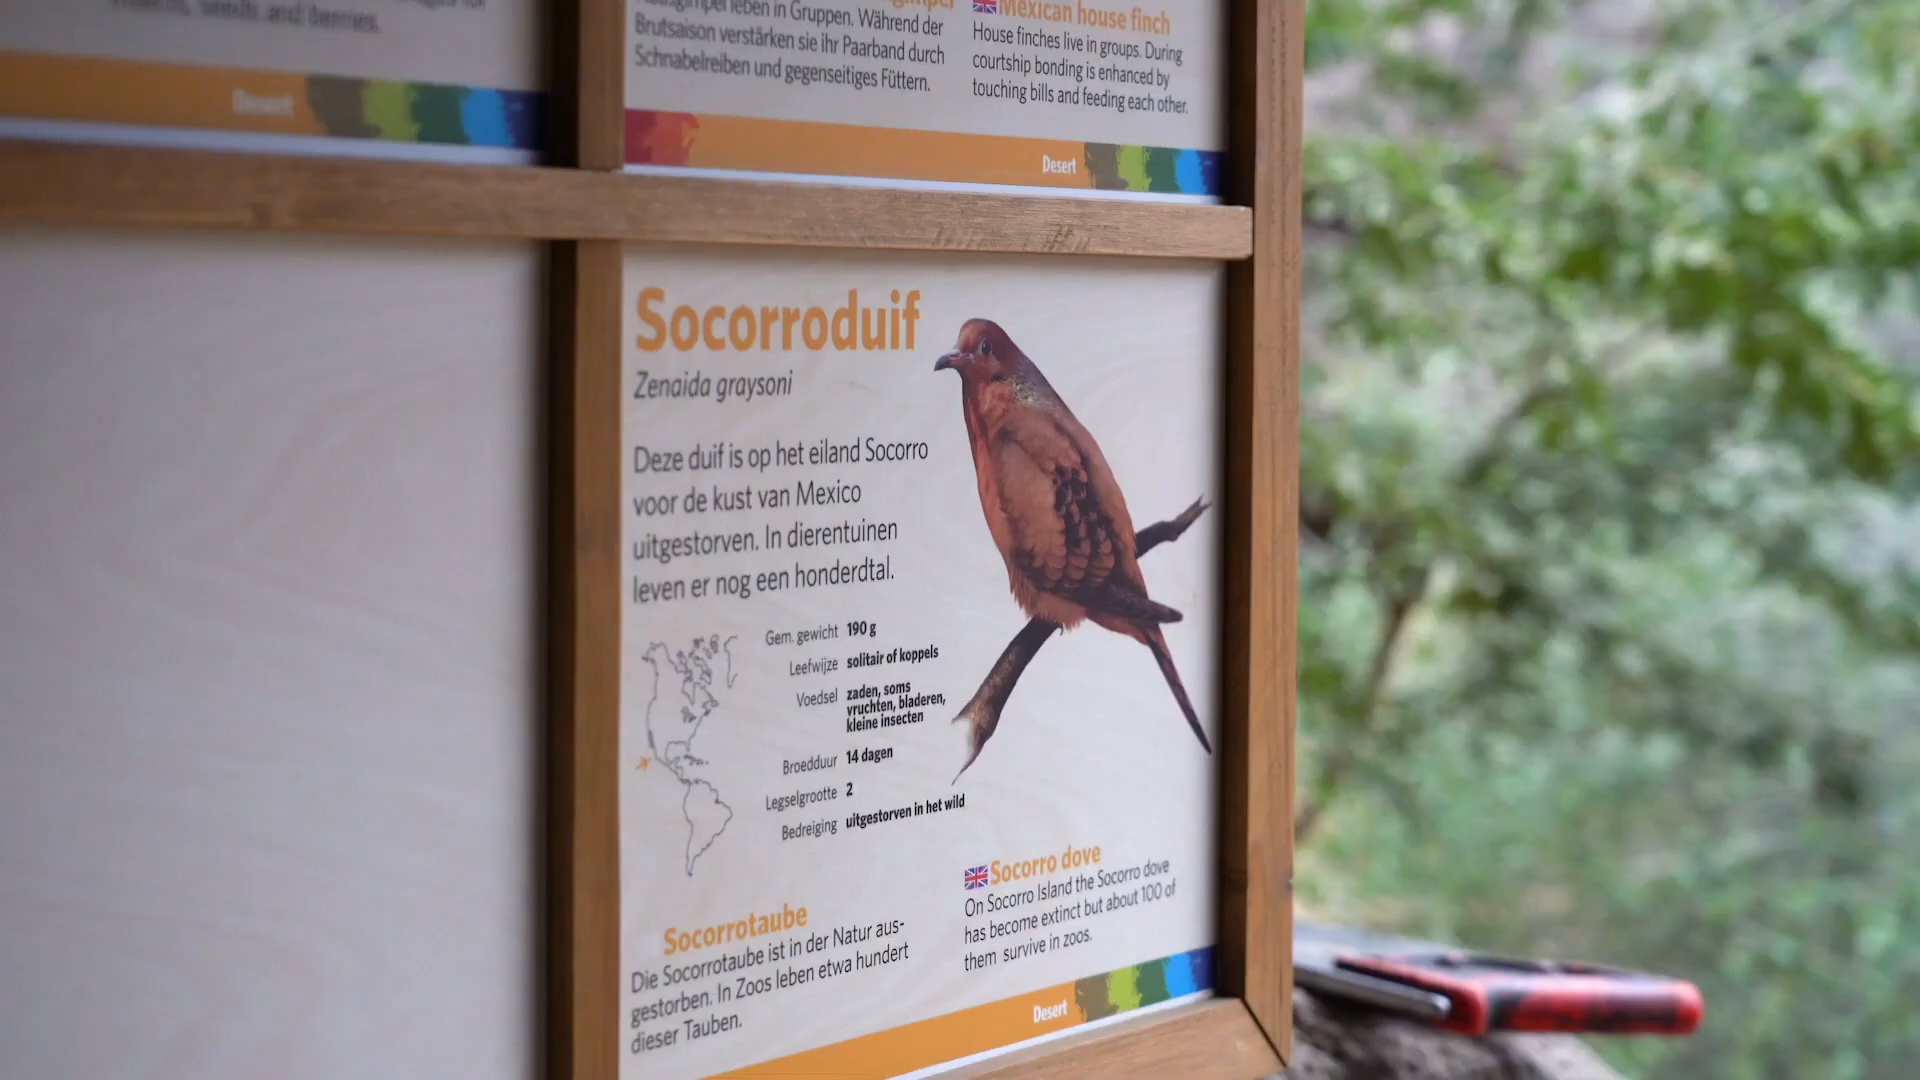 seeds and berries.
Desert
leben in Gruppen. Während der
Brutsaison verstärken sie ihr Paarband durch
Schnabelreiben und gegenseitiges Füttern.
Mexican house finch
House finches live in groups. During
courtship bonding is enhanced by
touching bills and feeding each other.
Desert
Socorroduif
Zenaida graysoni
Deze duif is op het eiland Socorro
voor de kust van Mexico
uitgestorven. In dierentuinen
leven er nog een honderdtal.
Gem. gewicht 190 g
Leefwijze solitair of koppels
Voedsel zaden, soms
vruchten, bladeren,
kleine insecten
Broedduur 14 dagen
Legselgrootte 2
Bedreiging uitgestorven in het wild
Socorrotaube
Die Socorrotaube ist in der Natur aus-
gestorben. In Zoos leben etwa hundert
dieser Tauben.
Socorro dove
On Socorro Island the Socorro dove
has become extinct but about 100 of
them survive in zoos.
Desert